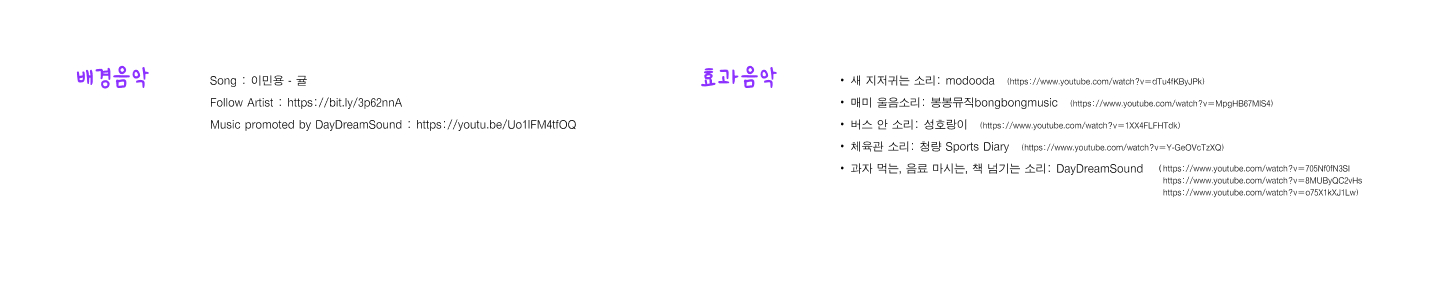 배경음악
Song : 이민용 - 귤
Follow Artist : https://bit.ly/3p62nnA
Music promoted by DayDreamSound : https://youtu.be/Uo1lFM4tfOQ
효과음악
• 새 지저귀는 소리: modooda (https://www.youtube.com/watch?v=dTu4fKByJPk)
• 매미 울음소리: 봉봉뮤직bongbongmusic (https://www.youtube.com/watch?v=MpgHB67MIS4)
• 버스 안 소리: 성호랑이 (https://www.youtube.com/watch?v=1XX4FLFHTdk)
• 체육관 소리: 청량 Sports Diary (https://www.youtube.com/watch?v=Y-GeOVcTzXQ)
• 과자 먹는, 음료 마시는, 책 넘기는 소리: DayDreamSound (https://www.youtube.com/watch?v=705Nf0fN3SI
https://www.youtube.com/watch?v=8MUByQC2vHs
https://www.youtube.com/watch?v=o75X1kXJ1Lw)